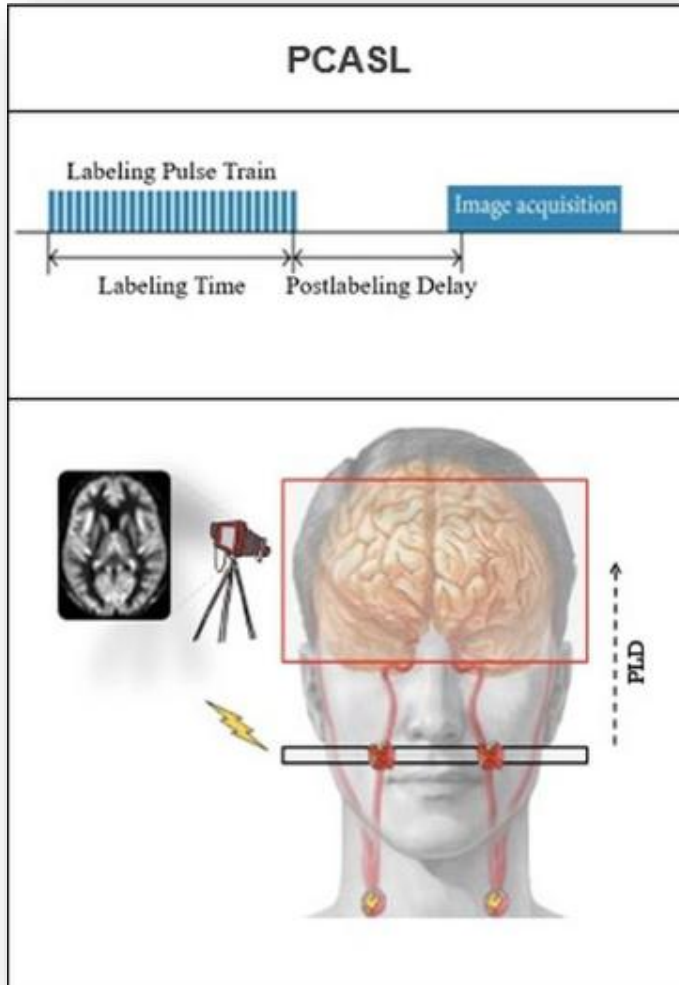 PCASL
Labeling Pulse Train
Image acquisition
Labeling Time
Postlabeling Delay
PLD